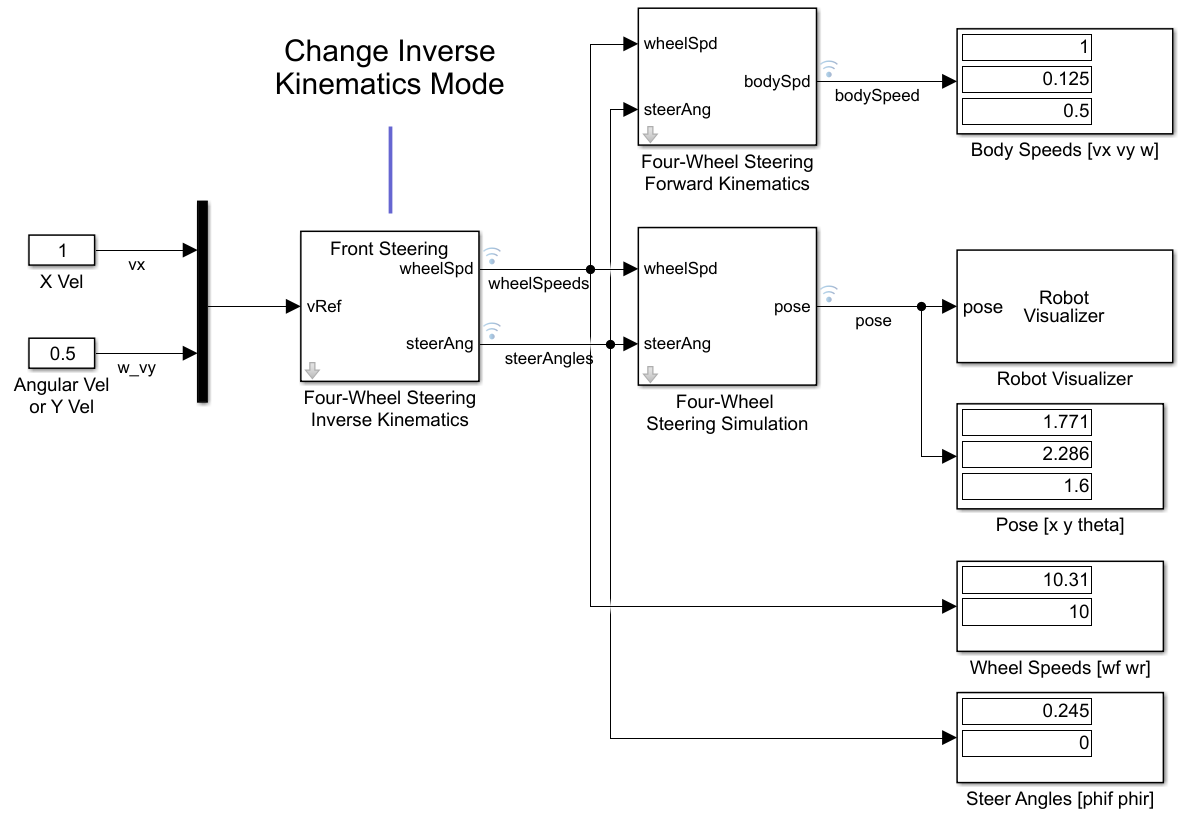 Change Inverse
Kinematics Mode
1
X Vel
vx
0.5
Angular Vel
or Y Vel
w_vy
Front Steering
vRef
wheelSpd
steerAng
Four-Wheel Steering
Inverse Kinematics
wheelSpeeds
steerAngles
wheelSpd
steerAng
bodySpd
Four-Wheel Steering
Forward Kinematics
bodySpeed
1
0.125
0.5
Body Speeds [vx vy w]
wheelSpd
steerAng
pose
Four-Wheel
Steering Simulation
pose
pose
Robot
Visualizer
Robot Visualizer
1.771
2.286
1.6
Pose [x y theta]
10.31
10
Wheel Speeds [wf wr]
0.245
0
Steer Angles [phif phir]